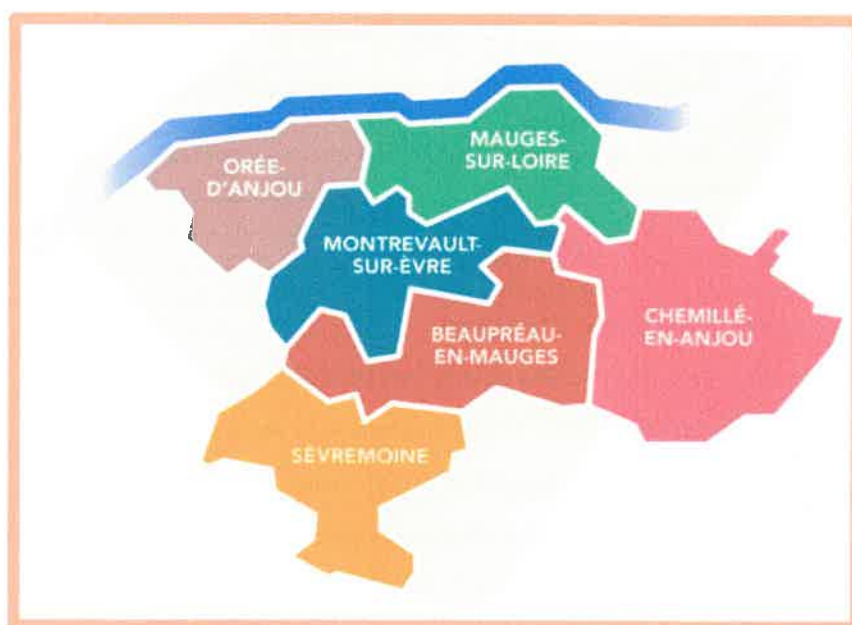 MAUGES-
SUR-LOIRE
ORÉE-
D'ANJOU
MONTREVAULT-
SUR-ÈVRE
CHEMILLÉ-
EN-ANJOU
BEAUPRÉAU-
EN-MAUGES
SÈVREMOINE